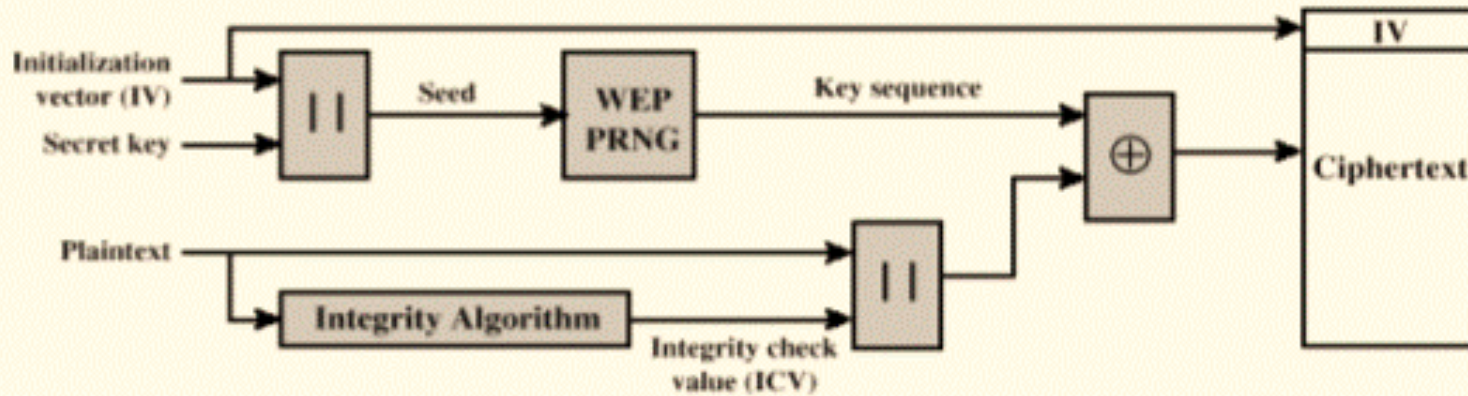 IV
Initialization
vector (IV)
Seed
WEP
PRNG
Key sequence
Secret key
||
⊕
Ciphertext
Plaintext
||
Integrity Algorithm
Integrity check
value (ICV)